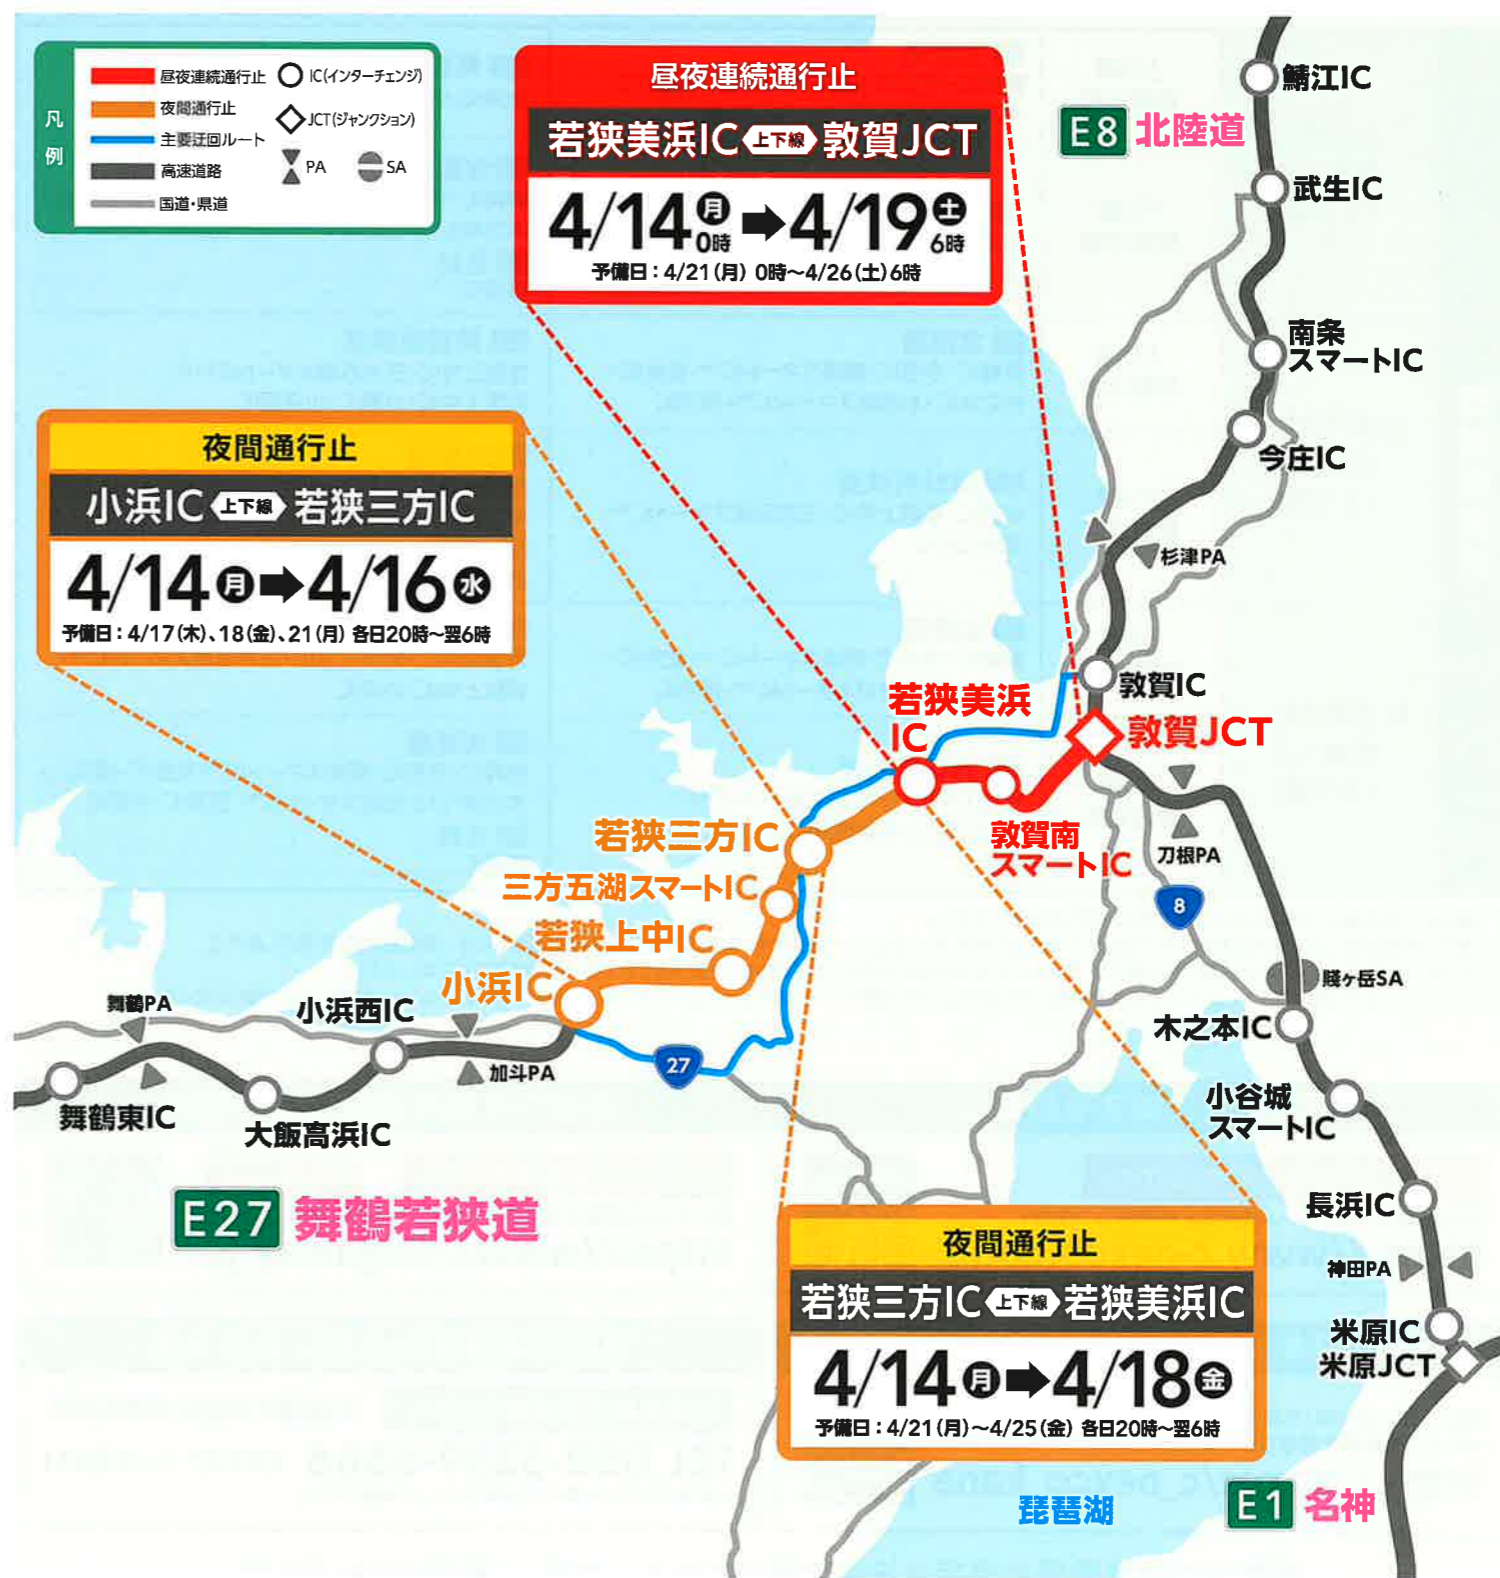 凡例
昼夜連続通行止
夜間通行止
主要迂回ルート
高速道路
国道・県道
IC(インターチェンジ)
JCT(ジャンクション)
PA
SA
昼夜連続通行止
若狭美浜IC 上下線 敦賀JCT
4/14 月 0時 ➡ 4/19 土 6時
予備日：4/21(月) 0時～4/26(土)6時
E8 北陸道
鯖江IC
武生IC
南条
スマートIC
今庄IC
杉津PA
敦賀IC
敦賀JCT
夜間通行止
小浜IC 上下線 若狭三方IC
4/14 月 ➡ 4/16 水
予備日：4/17(木)、18(金)、21(月) 各日20時～翌6時
若狭美浜
IC
敦賀南
スマートIC
刀根PA
8
若狭三方IC
三方五湖スマートIC
若狭上中IC
小浜IC
賤ヶ岳SA
木之本IC
舞鶴PA
小浜西IC
加斗PA
27
舞鶴東IC
大飯高浜IC
小谷城
スマートIC
E27 舞鶴若狭道
長浜IC
神田PA
米原IC
米原JCT
夜間通行止
若狭三方IC 上下線 若狭美浜IC
4/14 月 ➡ 4/18 金
予備日：4/21(月)～4/25(金) 各日20時～翌6時
琵琶湖
E1 名神